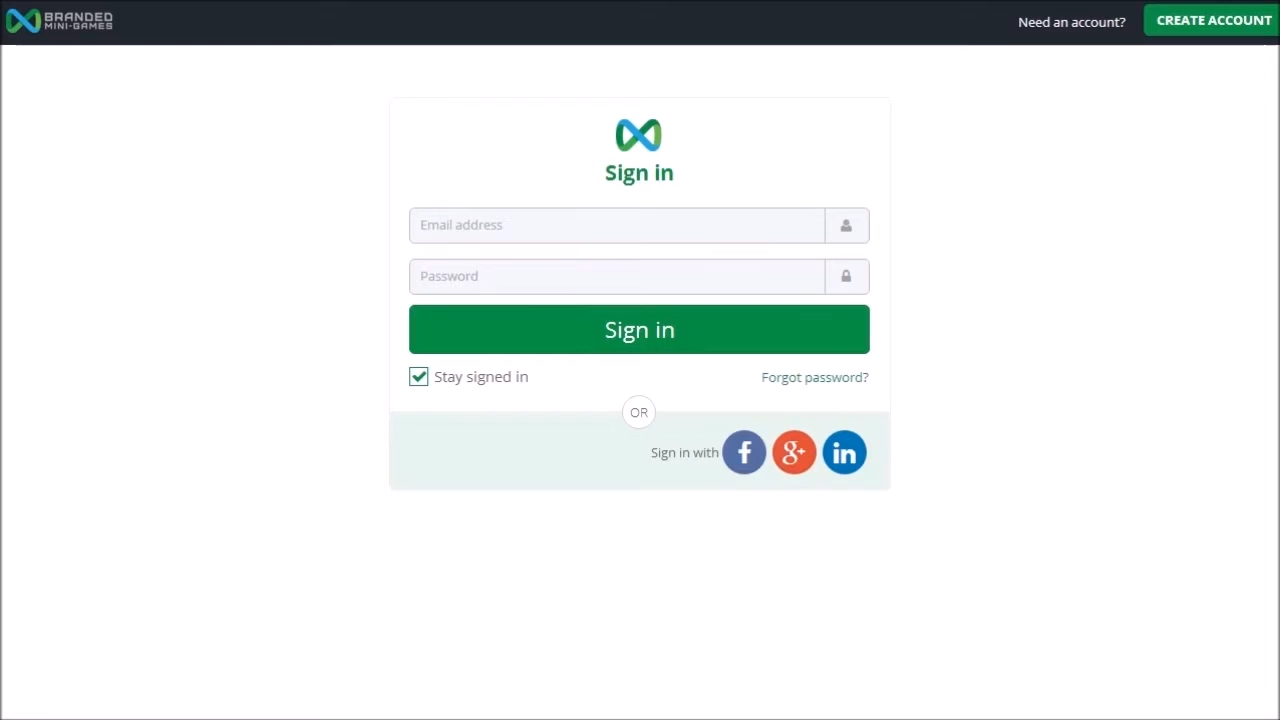 BRANDED
MINI-GAMES
Need an account?
CREATE ACCOUNT
Sign in
Email address
Password
Sign in
Stay signed in
Forgot password?
OR
Sign in with